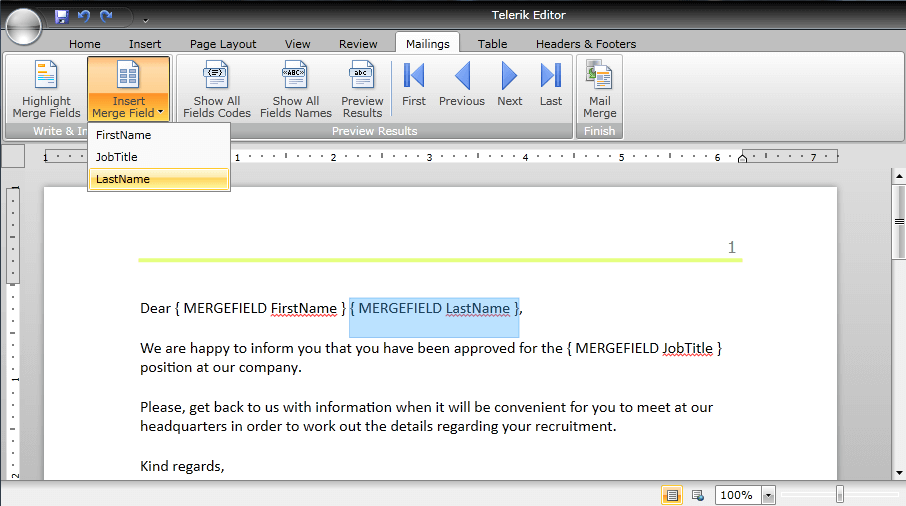 Telerik Editor
Home Insert Page Layout View Review Mailings Table Headers & Footers
Highlight Merge Fields
Insert Merge Field
Show All Fields Codes
Show All Fields Names
Preview Results
First
Previous
Next
Last
Mail Merge
Write & In
Preview Results
Finish
FirstName
JobTitle
LastName
1 1 2 3 4 5 6 7
1
1
2
1
Dear { MERGEFIELD FirstName } { MERGEFIELD LastName },
We are happy to inform you that you have been approved for the { MERGEFIELD JobTitle }
position at our company.
Please, get back to us with information when it will be convenient for you to meet at our
headquarters in order to work out the details regarding your recruitment.
Kind regards,
100%